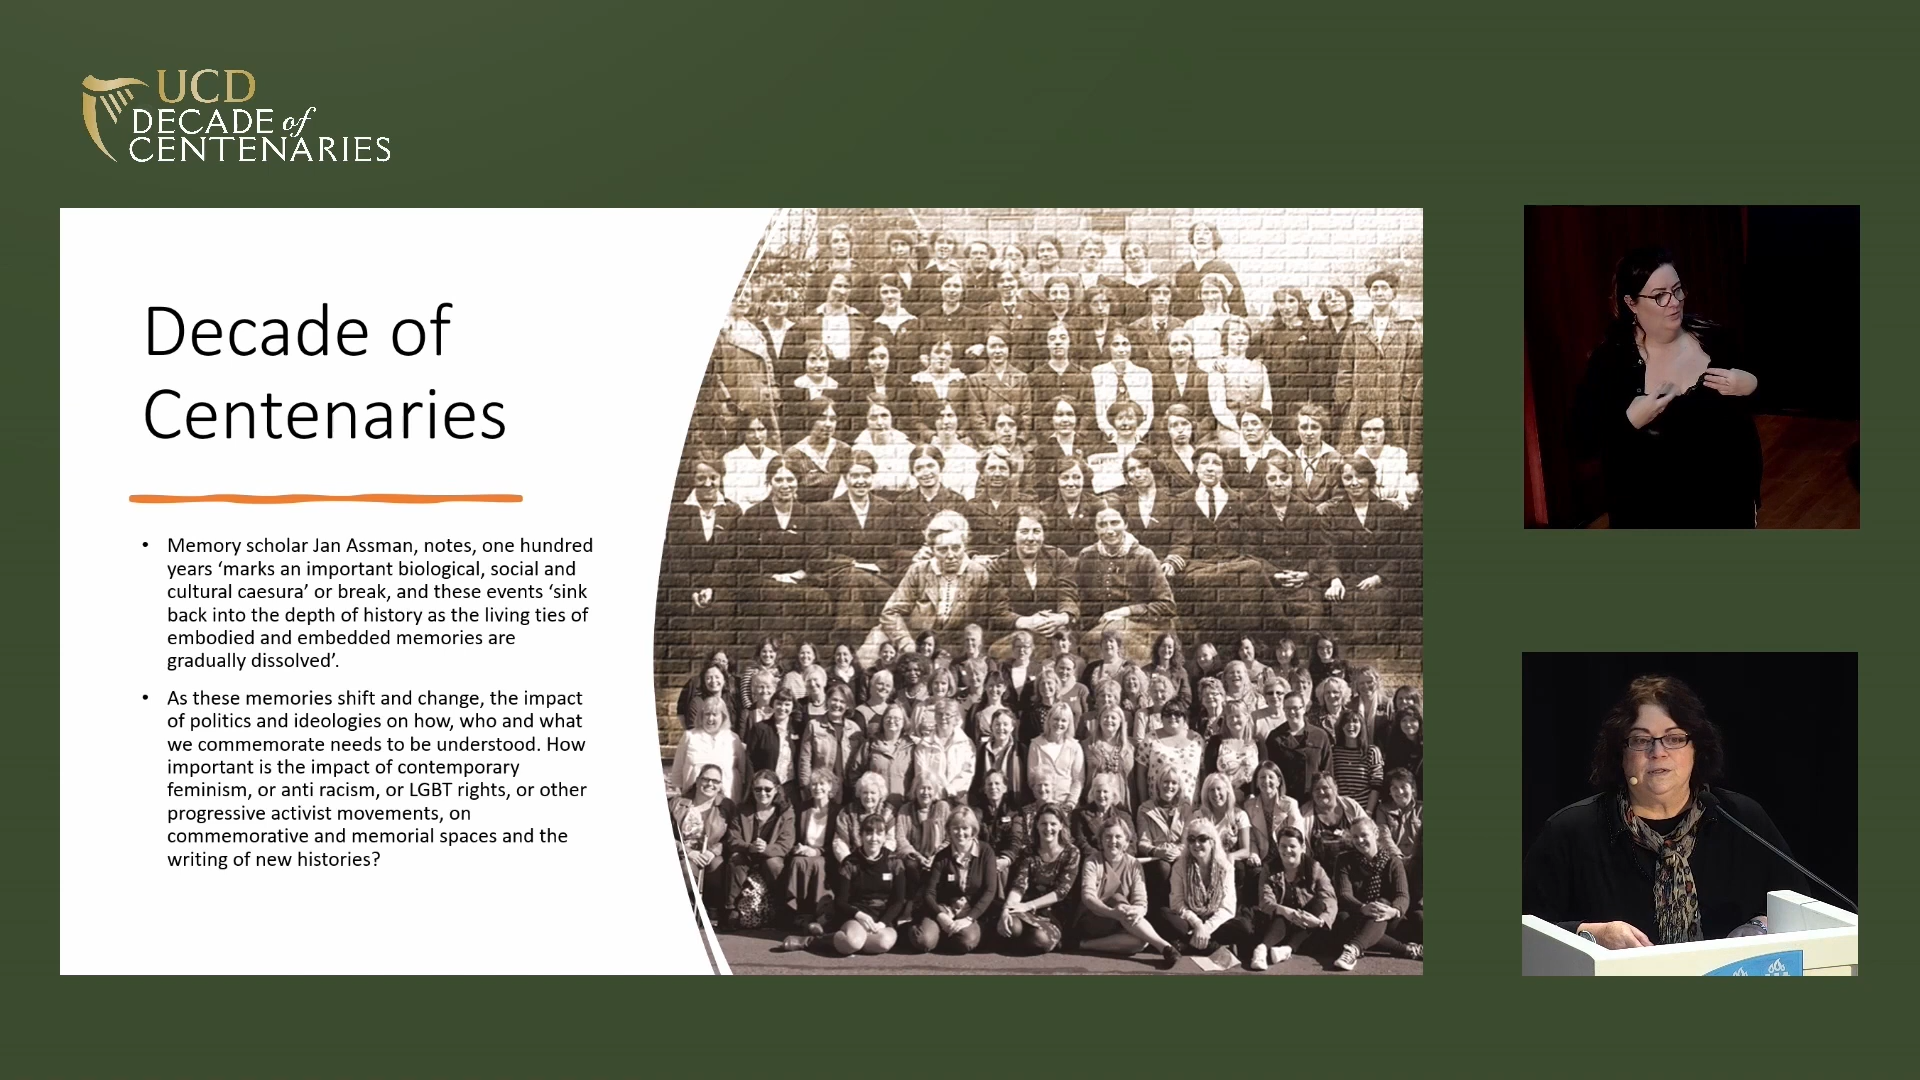 UCD
DECADE of
CENTENARIES
Decade of
Centenaries
• Memory scholar Jan Assman, notes, one hundred
years ‘marks an important biological, social and
cultural caesura’ or break, and these events ‘sink
back into the depth of history as the living ties of
embodied and embedded memories are
gradually dissolved’.
• As these memories shift and change, the impact
of politics and ideologies on how, who and what
we commemorate needs to be understood. How
important is the impact of contemporary
feminism, or anti racism, or LGBT rights, or other
progressive activist movements, on
commemorative and memorial spaces and the
writing of new histories?